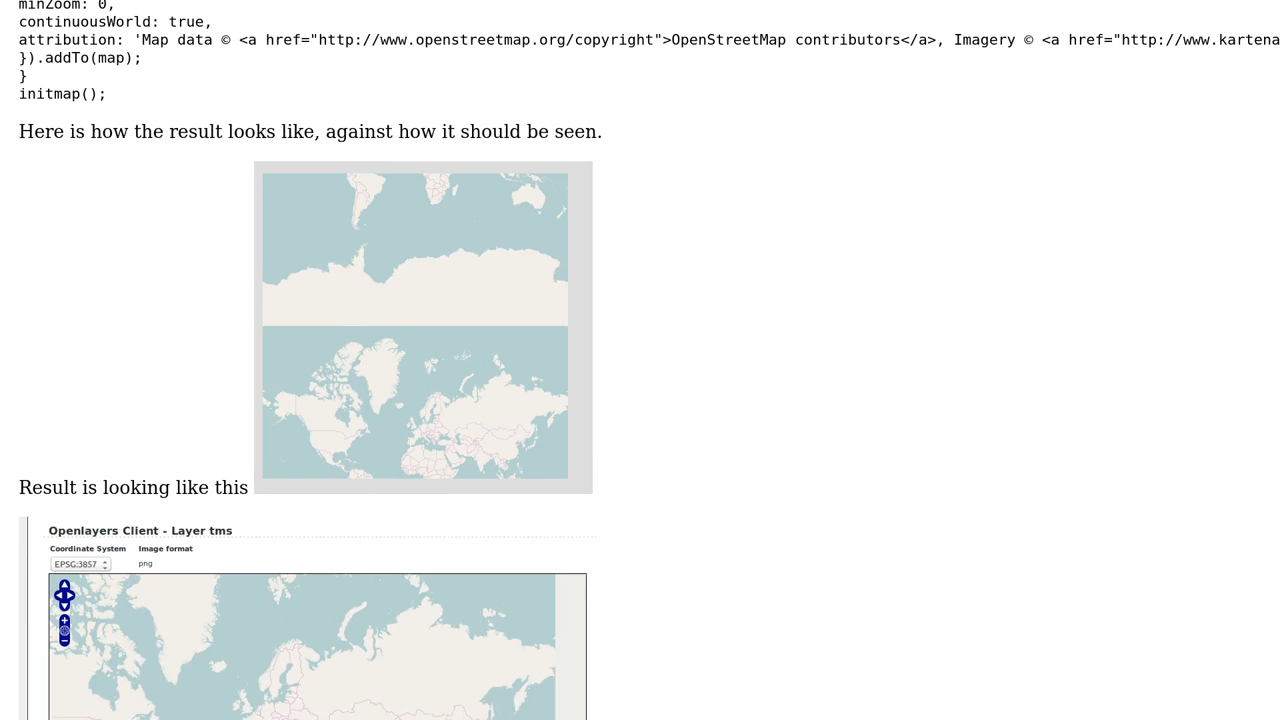 minZoom: 0,
continuousWorld: true,
attribution: 'Map data © <a href="http://www.openstreetmap.org/copyright">OpenStreetMap contributors</a>, Imagery © <a href="http://www.kartena
}).addTo(map);
}
initmap();
Here is how the result looks like, against how it should be seen.
Result is looking like this
Openlayers Client - Layer tms
Coordinate System Image format
EPSG:3857 png